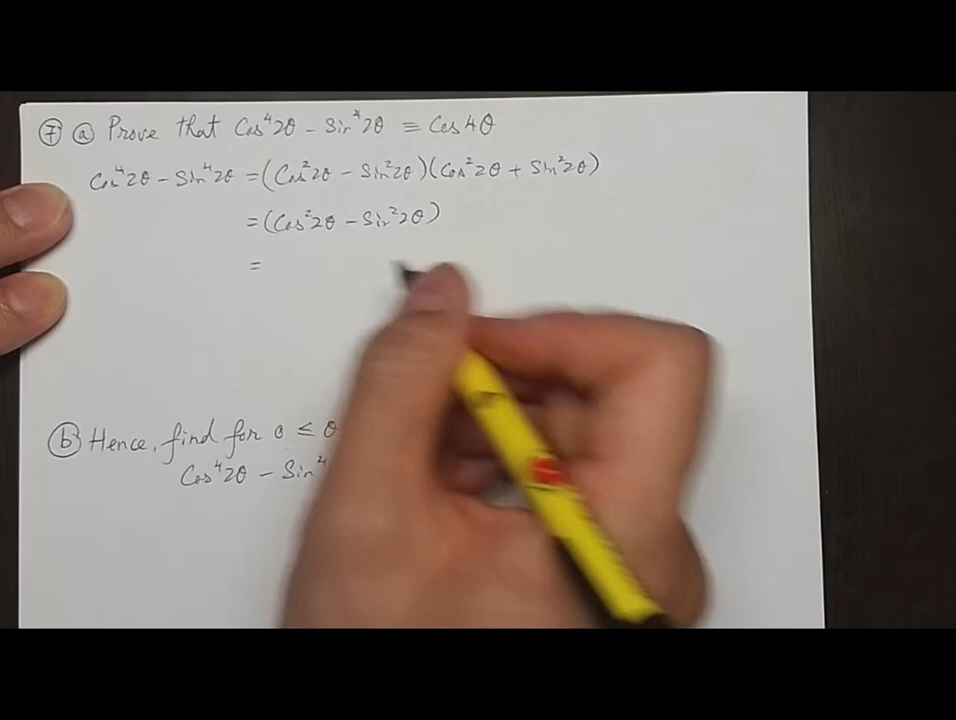 ⑦ ⓐ Prove that Cos⁴2θ − Sin⁴2θ ≡ Cos4θ
Cos⁴2θ − Sin⁴2θ = (Cos²2θ − Sin²2θ)(Cos²2θ + Sin²2θ)
= (Cos²2θ − Sin²2θ)
=
ⓑ Hence, find for 0 ≤ θ
Cos⁴2θ − Sin⁴